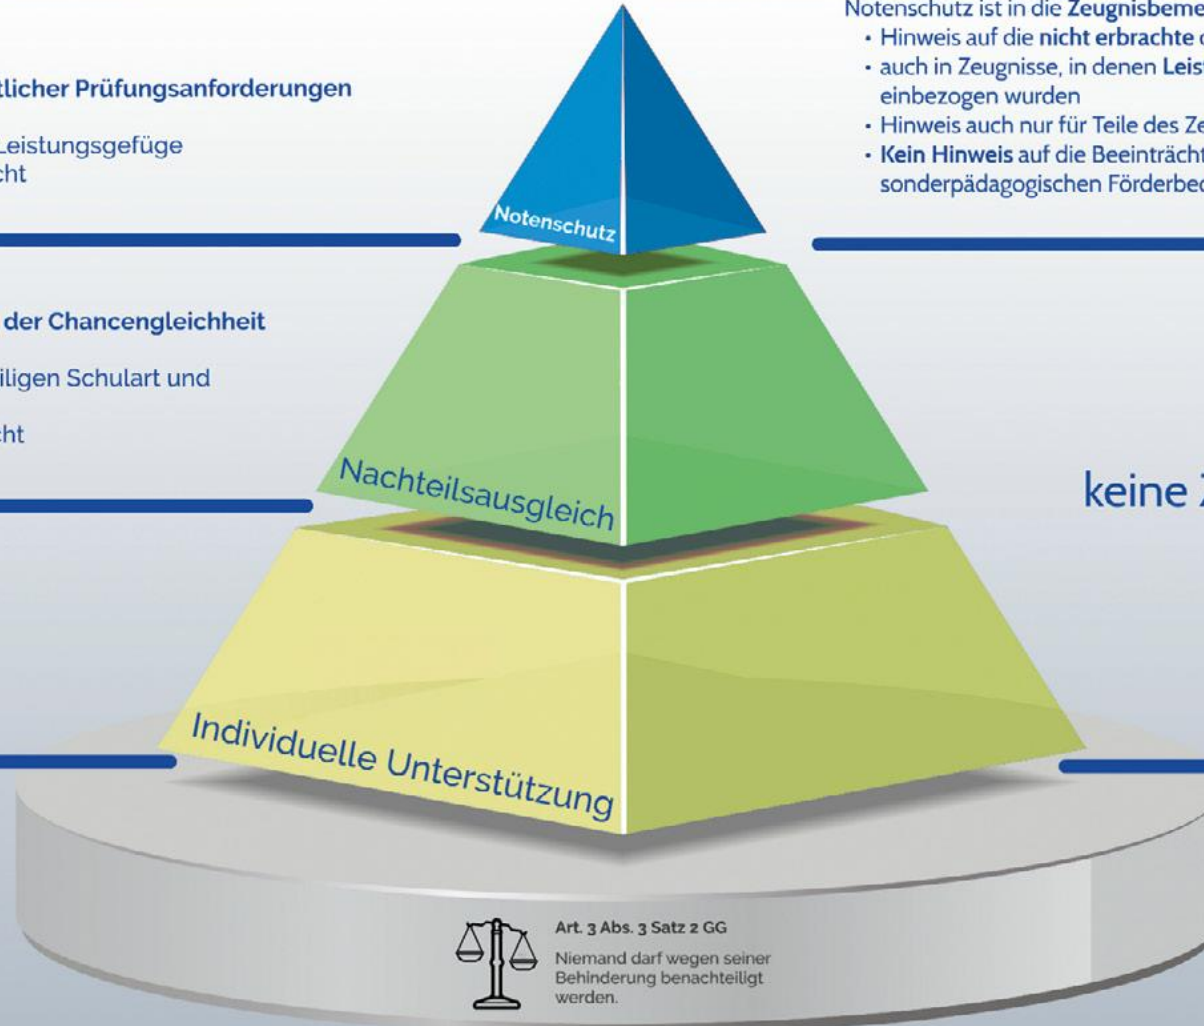 tlicher Prüfungsanforderungen
Leistungsgefüge
cht
der Chancengleichheit
iligen Schulart und
cht
Notenschutz ist in die Zeugnisbeme
• Hinweis auf die nicht erbrachte
• auch in Zeugnisse, in denen Leist
einbezogen wurden
• Hinweis auch nur für Teile des Ze
• Kein Hinweis auf die Beeinträcht
sonderpädagogischen Förderbed
keine
Notenschutz
Nachteilsausgleich
Individuelle Unterstützung
Art. 3 Abs. 3 Satz 2 GG
Niemand darf wegen seiner
Behinderung benachteiligt
werden.